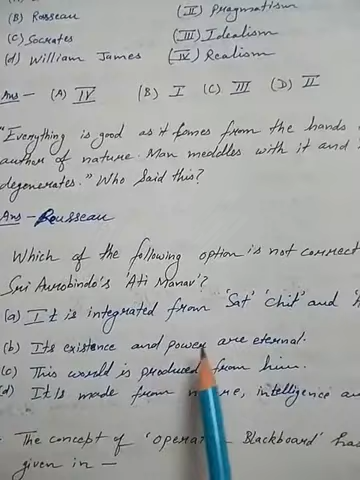 (B) Rosseau (II) Pragmatism
(C) Socrates (III) Idealism
(d) William James (IV) Realism
Ans - (A) IV (B) I (C) III (D) II
"Everything is good as it comes from the hands
author of nature. Man meddles with it and
degenerates." Who said this?
Ans - Rousseau
Which of the following option is not correct
Sri Aurobindo's 'Ati Manav'?
(a) It is integrated from 'Sat' 'chit' and
(b) Its existence and power are eternal.
(c) This world is produced from him.
(d) It is made from intelligence
The concept of 'operat Blackboard' has
given in -